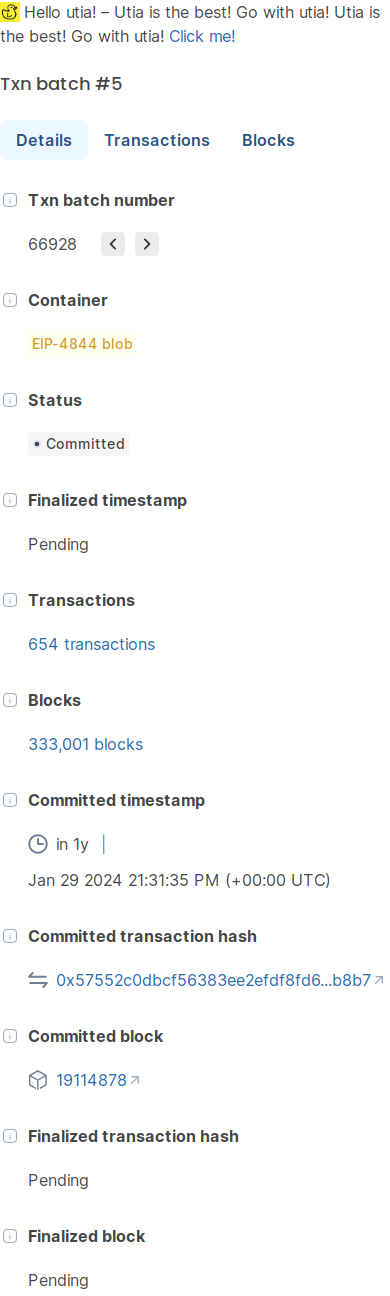 Hello utia! – Utia is the best! Go with utia! Utia is
the best! Go with utia! Click me!
Txn batch #5
Details Transactions Blocks
Txn batch number
66928
Container
EIP-4844 blob
Status
Committed
Finalized timestamp
Pending
Transactions
654 transactions
Blocks
333,001 blocks
Committed timestamp
in 1y
Jan 29 2024 21:31:35 PM (+00:00 UTC)
Committed transaction hash
0x57552c0dbcf56383ee2efdf8fd6...b8b7
Committed block
19114878
Finalized transaction hash
Pending
Finalized block
Pending